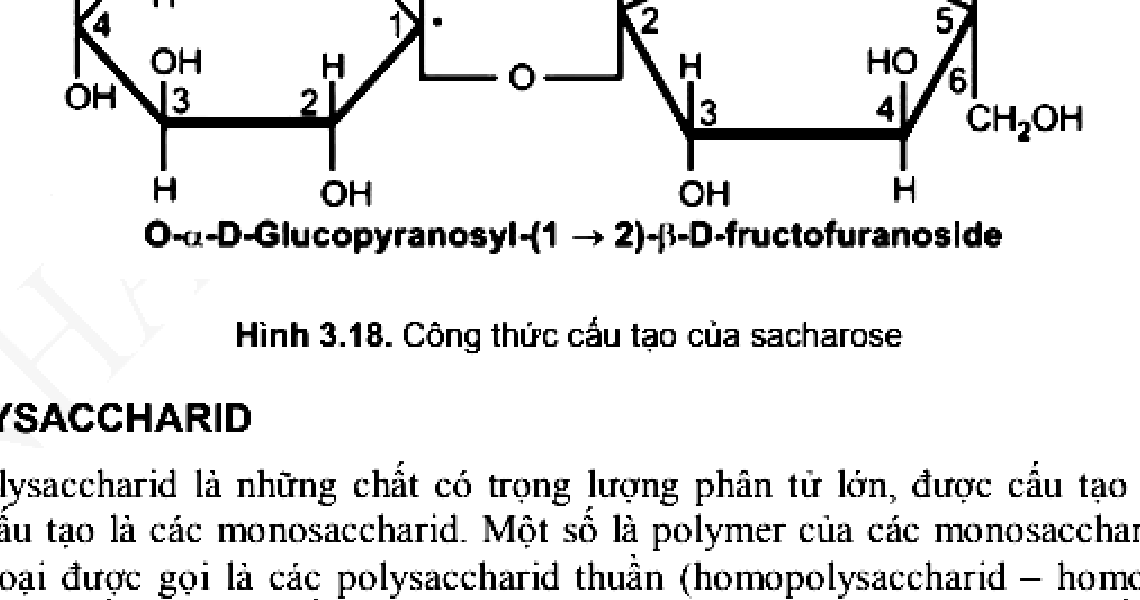 4 H 1 2 5
OH H O H HO
OH 3 2 3 4 6 CH₂OH
H OH OH H
O-α-D-Glucopyranosyl-(1 → 2)-β-D-fructofuranoside
Hình 3.18. Công thức cấu tạo của sacharose
YSACCHARID
lysaccharid là những chất có trọng lượng phân tử lớn, được cấu tạo
ấu tạo là các monosaccharid. Một số là polymer của các monosacchar
oại được gọi là các polysaccharid thuần (homopolysaccharid – homo